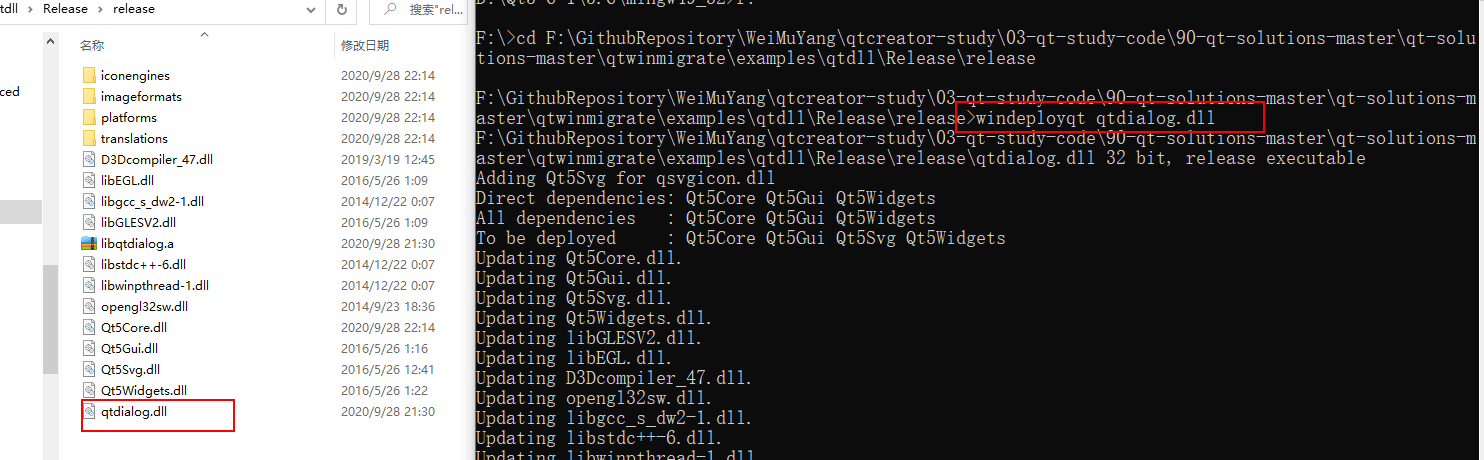 tdll › Release › release
搜索"rel...
名称
修改日期
ced
iconengines 2020/9/28 22:14
imageformats 2020/9/28 22:14
platforms 2020/9/28 22:14
translations 2020/9/28 22:14
D3Dcompiler_47.dll 2019/3/19 12:45
libEGL.dll 2016/5/26 1:09
libgcc_s_dw2-1.dll 2014/12/22 0:07
libGLESV2.dll 2016/5/26 1:09
libqtdialog.a 2020/9/28 21:30
libstdc++-6.dll 2014/12/22 0:07
libwinpthread-1.dll 2014/12/22 0:07
opengl32sw.dll 2014/9/23 18:36
Qt5Core.dll 2020/9/28 22:14
Qt5Gui.dll 2016/5/26 1:16
Qt5Svg.dll 2016/5/26 12:41
Qt5Widgets.dll 2016/5/26 1:22
qtdialog.dll 2020/9/28 21:30
F:\>cd F:\GithubRepository\WeiMuYang\qtcreator-study\03-qt-study-code\90-qt-solutions-master\qt-solu
tions-master\qtwinmigrate\examples\qtdll\Release\release
F:\GithubRepository\WeiMuYang\qtcreator-study\03-qt-study-code\90-qt-solutions-master\qt-solutions-m
aster\qtwinmigrate\examples\qtdll\Release\release>windeployqt qtdialog.dll
F:\GithubRepository\WeiMuYang\qtcreator-study\03-qt-study-code\90-qt-solutions-master\qt-solutions-m
aster\qtwinmigrate\examples\qtdll\Release\release\qtdialog.dll 32 bit, release executable
Adding Qt5Svg for qsvgicon.dll
Direct dependencies: Qt5Core Qt5Gui Qt5Widgets
All dependencies   : Qt5Core Qt5Gui Qt5Widgets
To be deployed     : Qt5Core Qt5Gui Qt5Svg Qt5Widgets
Updating Qt5Core.dll.
Updating Qt5Gui.dll.
Updating Qt5Svg.dll.
Updating Qt5Widgets.dll.
Updating libGLESV2.dll.
Updating libEGL.dll.
Updating D3Dcompiler_47.dll.
Updating opengl32sw.dll.
Updating libgcc_s_dw2-1.dll.
Updating libstdc++-6.dll.
Updating libwinpthread-1.dll.